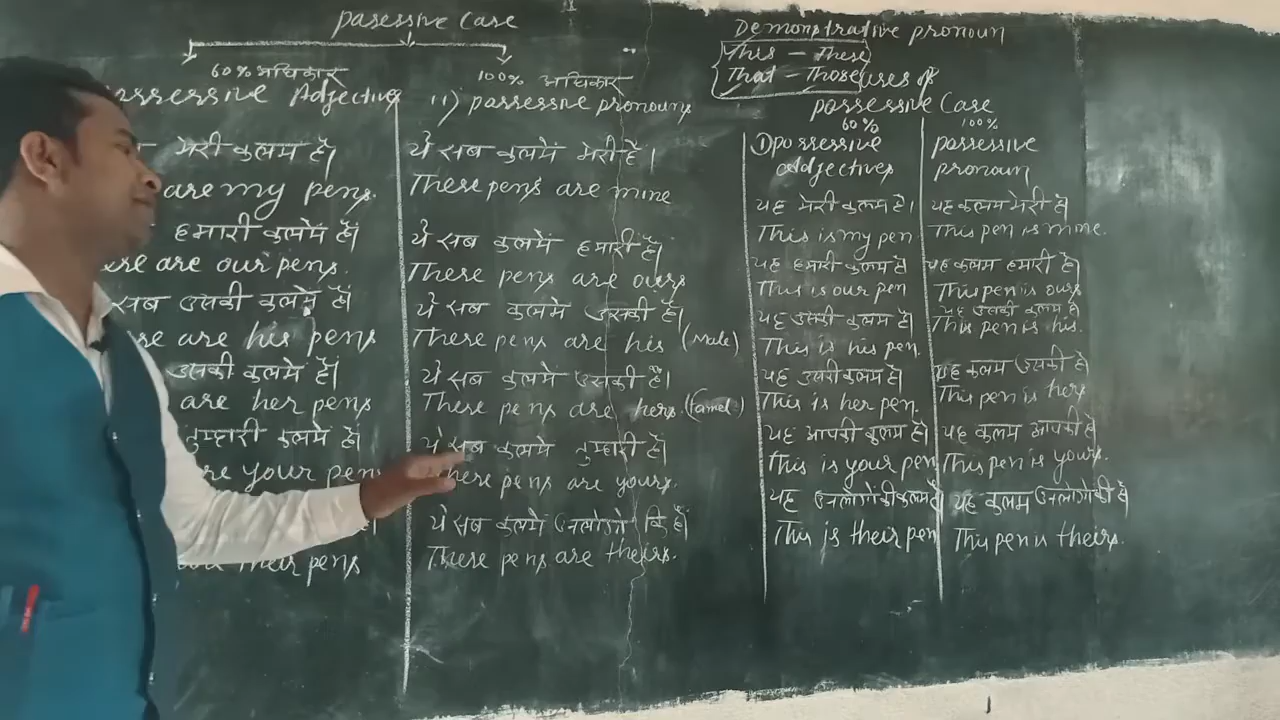 Passessive Case
60% अधिकार
100% अधिकार
assessive Adjective
ii) passessive pronouns
मेरी कलम हैं।
are my pens.
हमारी कलमें हैं।
are our pens.
सब उसकी कलमें हैं।
se are his pens
उसकी कलमे हैं।
are her pens
तुम्हारी कलमे हैं।
re your pens
their pens
ये सब कलमें मेरी हैं।
These pens are mine
ये सब कलमें हमारी हैं।
These pens are ours
ये सब कलमें उसकी हैं।
These pens are his (Male)
ये सब कलमें उसकी हैं।
These pens are hers. (Famel)
ये सब कलमे तुम्हारी हैं।
These pens are yours.
ये सब कलमें उनलोगो कि हैं।
These pens are theirs.
Demonstrative pronoun
This - These
That - Those uses of
possessive Case
60%
100%
① possessive
Adjectives
यह मेरी कलम है।
This is my pen
यह हमारी कलम है।
This is our pen
यह उसकी कलम है।
This is his pen.
यह उसकी कलम है।
This is her pen.
यह आपकी कलम है।
This is your pen
यह उनलोगों की कलम है।
This is their pen
possessive
pronoun
यह कलम मेरी है।
This pen is mine.
यह कलम हमारी है।
This pen is ours
यह कलम उसकी है।
This pen is his.
यह कलम उसकी है।
This pen is hers
यह कलम आपकी है।
This pen is yours.
यह कलम उनलोगो की है।
This pen is theirs.